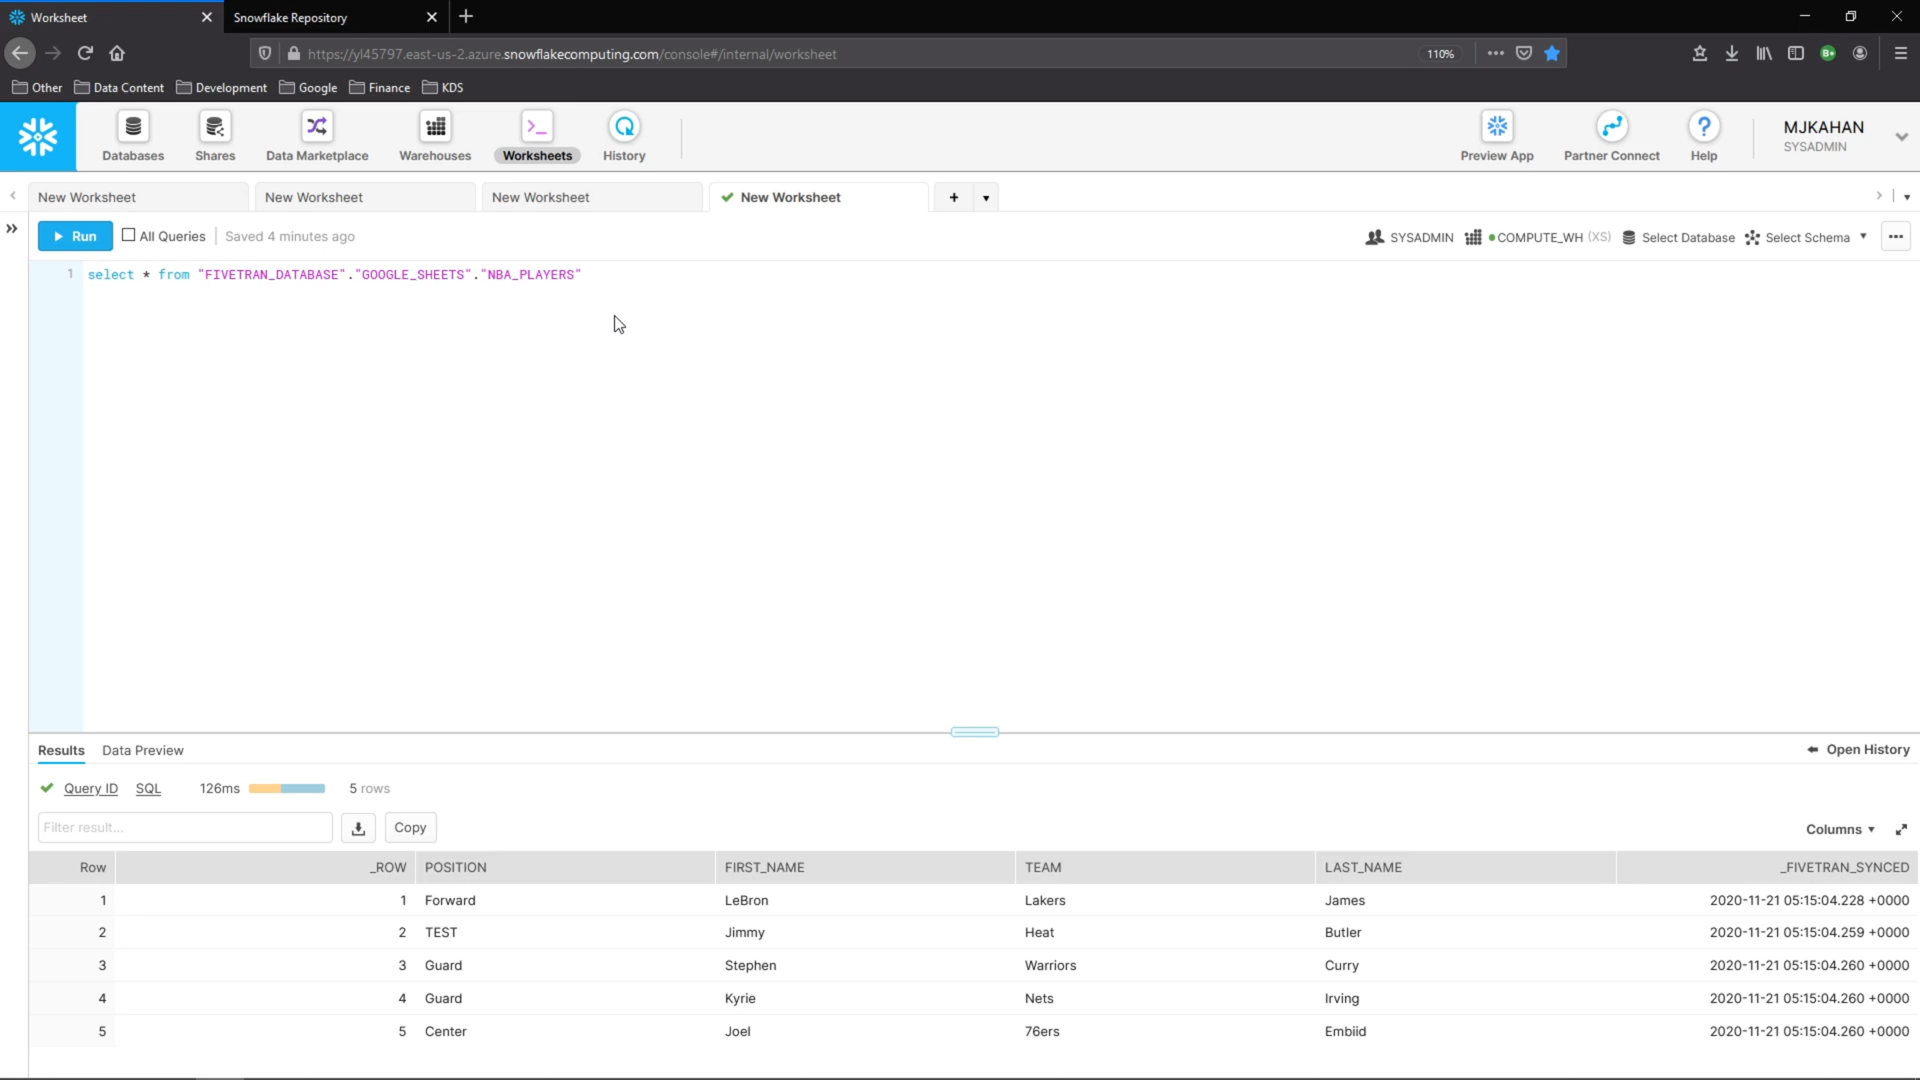 Worksheet
Snowflake Repository
https://yl45797.east-us-2.azure.snowflakecomputing.com/console#/internal/worksheet
110%
Other Data Content Development Google Finance KDS
Databases Shares Data Marketplace Warehouses Worksheets History
Preview App Partner Connect Help
MJKAHAN
SYSADMIN
New Worksheet New Worksheet New Worksheet New Worksheet
Run All Queries Saved 4 minutes ago
SYSADMIN COMPUTE_WH (XS) Select Database Select Schema
1 select * from "FIVETRAN_DATABASE"."GOOGLE_SHEETS"."NBA_PLAYERS"
Results Data Preview
Open History
Query ID SQL 126ms 5 rows
Filter result... Copy
Columns
Row _ROW POSITION FIRST_NAME TEAM LAST_NAME _FIVETRAN_SYNCED
1 1 Forward LeBron Lakers James 2020-11-21 05:15:04.228 +0000
2 2 TEST Jimmy Heat Butler 2020-11-21 05:15:04.259 +0000
3 3 Guard Stephen Warriors Curry 2020-11-21 05:15:04.260 +0000
4 4 Guard Kyrie Nets Irving 2020-11-21 05:15:04.260 +0000
5 5 Center Joel 76ers Embiid 2020-11-21 05:15:04.260 +0000